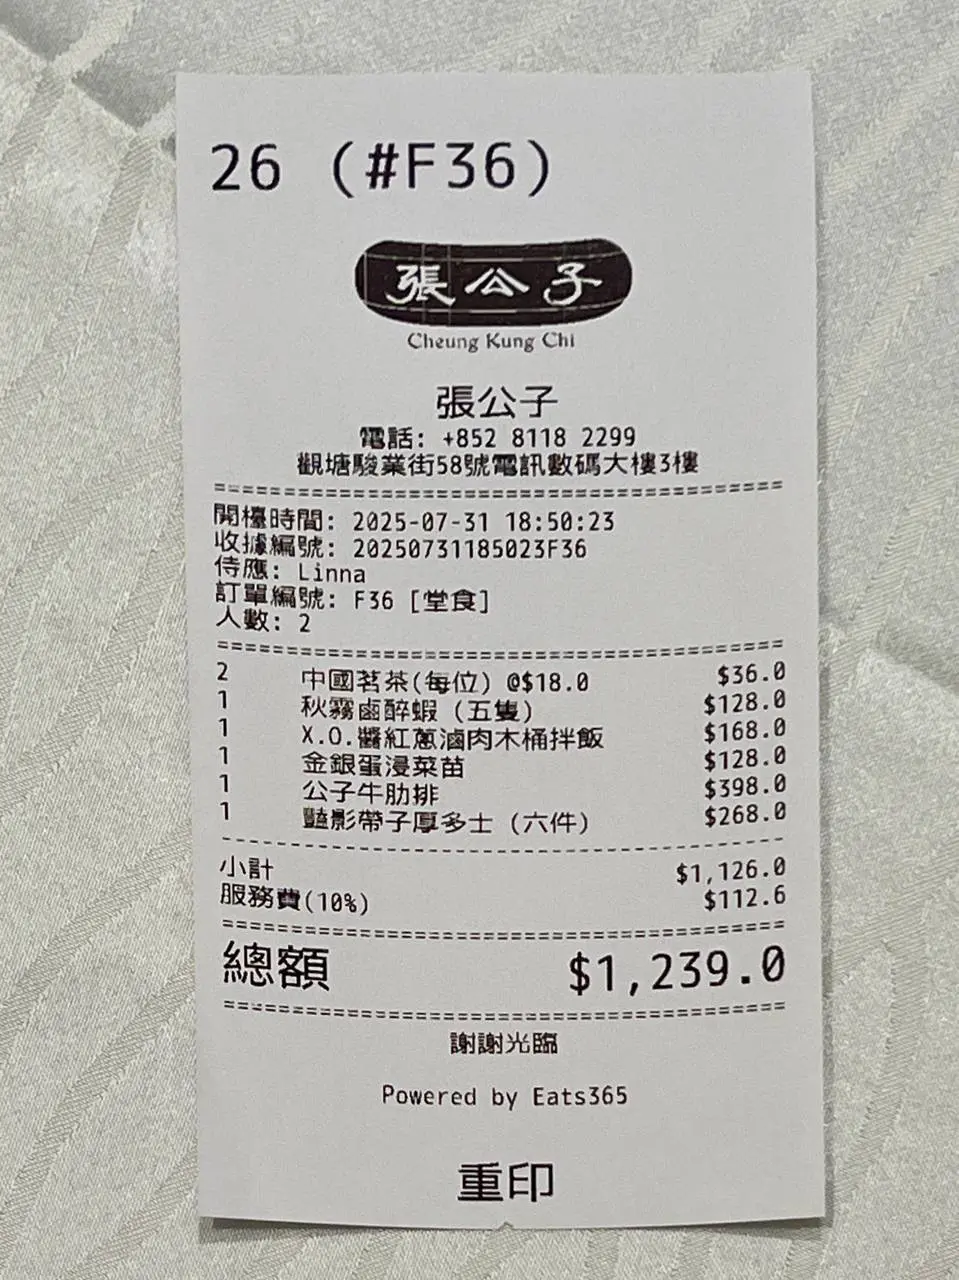 26 (#F36)
張公子
Cheung Kung Chi
張公子
電話: +852 8118 2299
觀塘駿業街58號電訊數碼大樓3樓
開檯時間: 2025-07-31 18:50:23
收據編號: 20250731185023F36
侍應: Linna
訂單編號: F36 [堂食]
人數: 2
2 中國茗茶(每位) @$18.0 $36.0
1 秋霧鹵醉蝦 (五隻) $128.0
1 X.O.醬紅蔥滷肉木桶拌飯 $168.0
1 金銀蛋浸菜苗 $128.0
1 公子牛肋排 $398.0
1 豔影帶子厚多士 (六件) $268.0
小計 $1,126.0
服務費(10%) $112.6
總額 $1,239.0
謝謝光臨
Powered by Eats365
重印